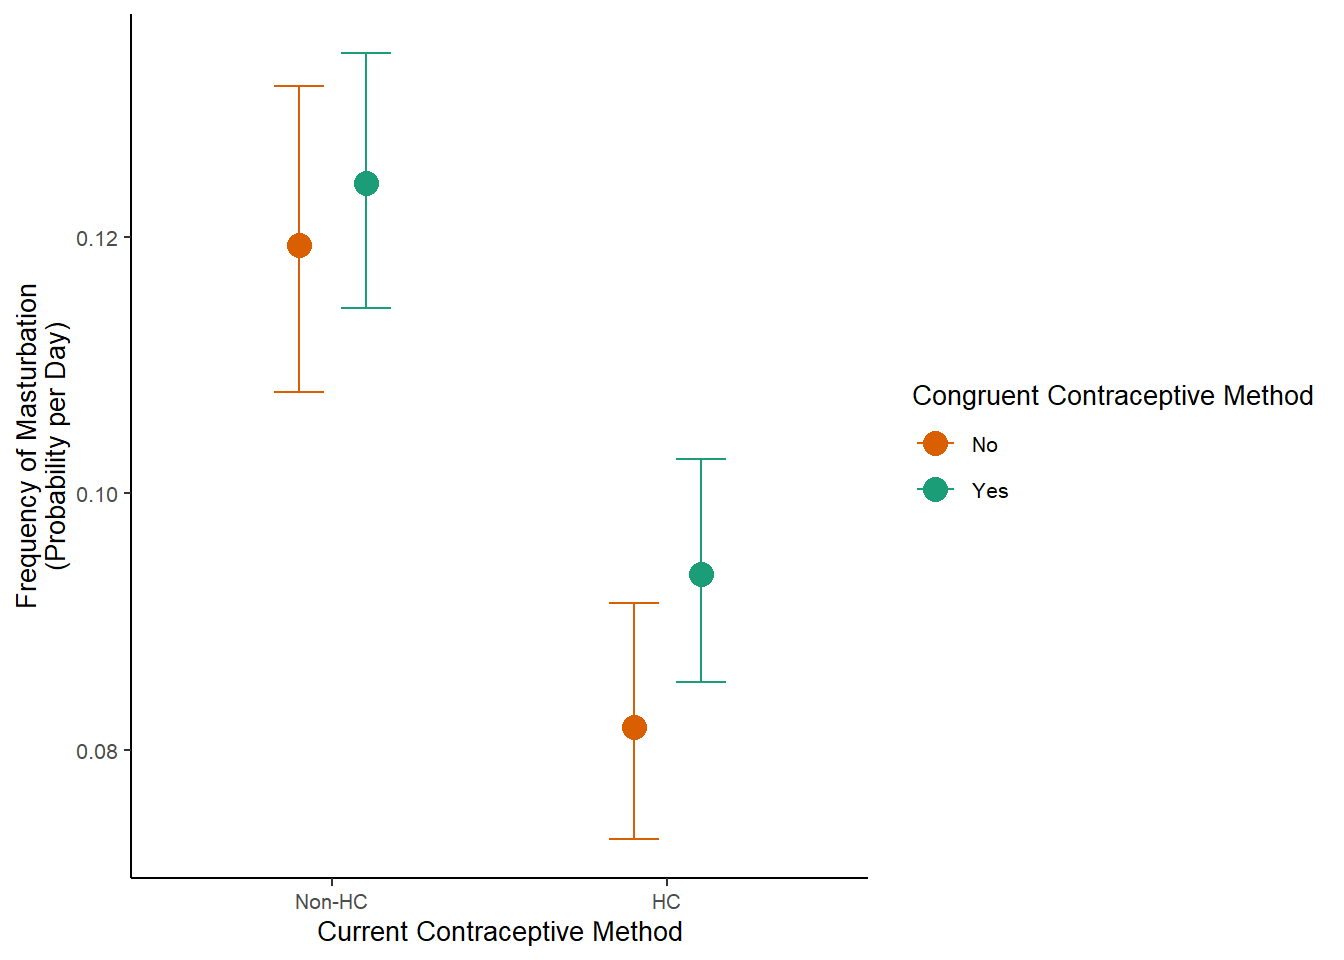 Frequency of Masturbation
(Probability per Day)
0.12
0.10
0.08
Non-HC
HC
Current Contraceptive Method
Congruent Contraceptive Method
No
Yes